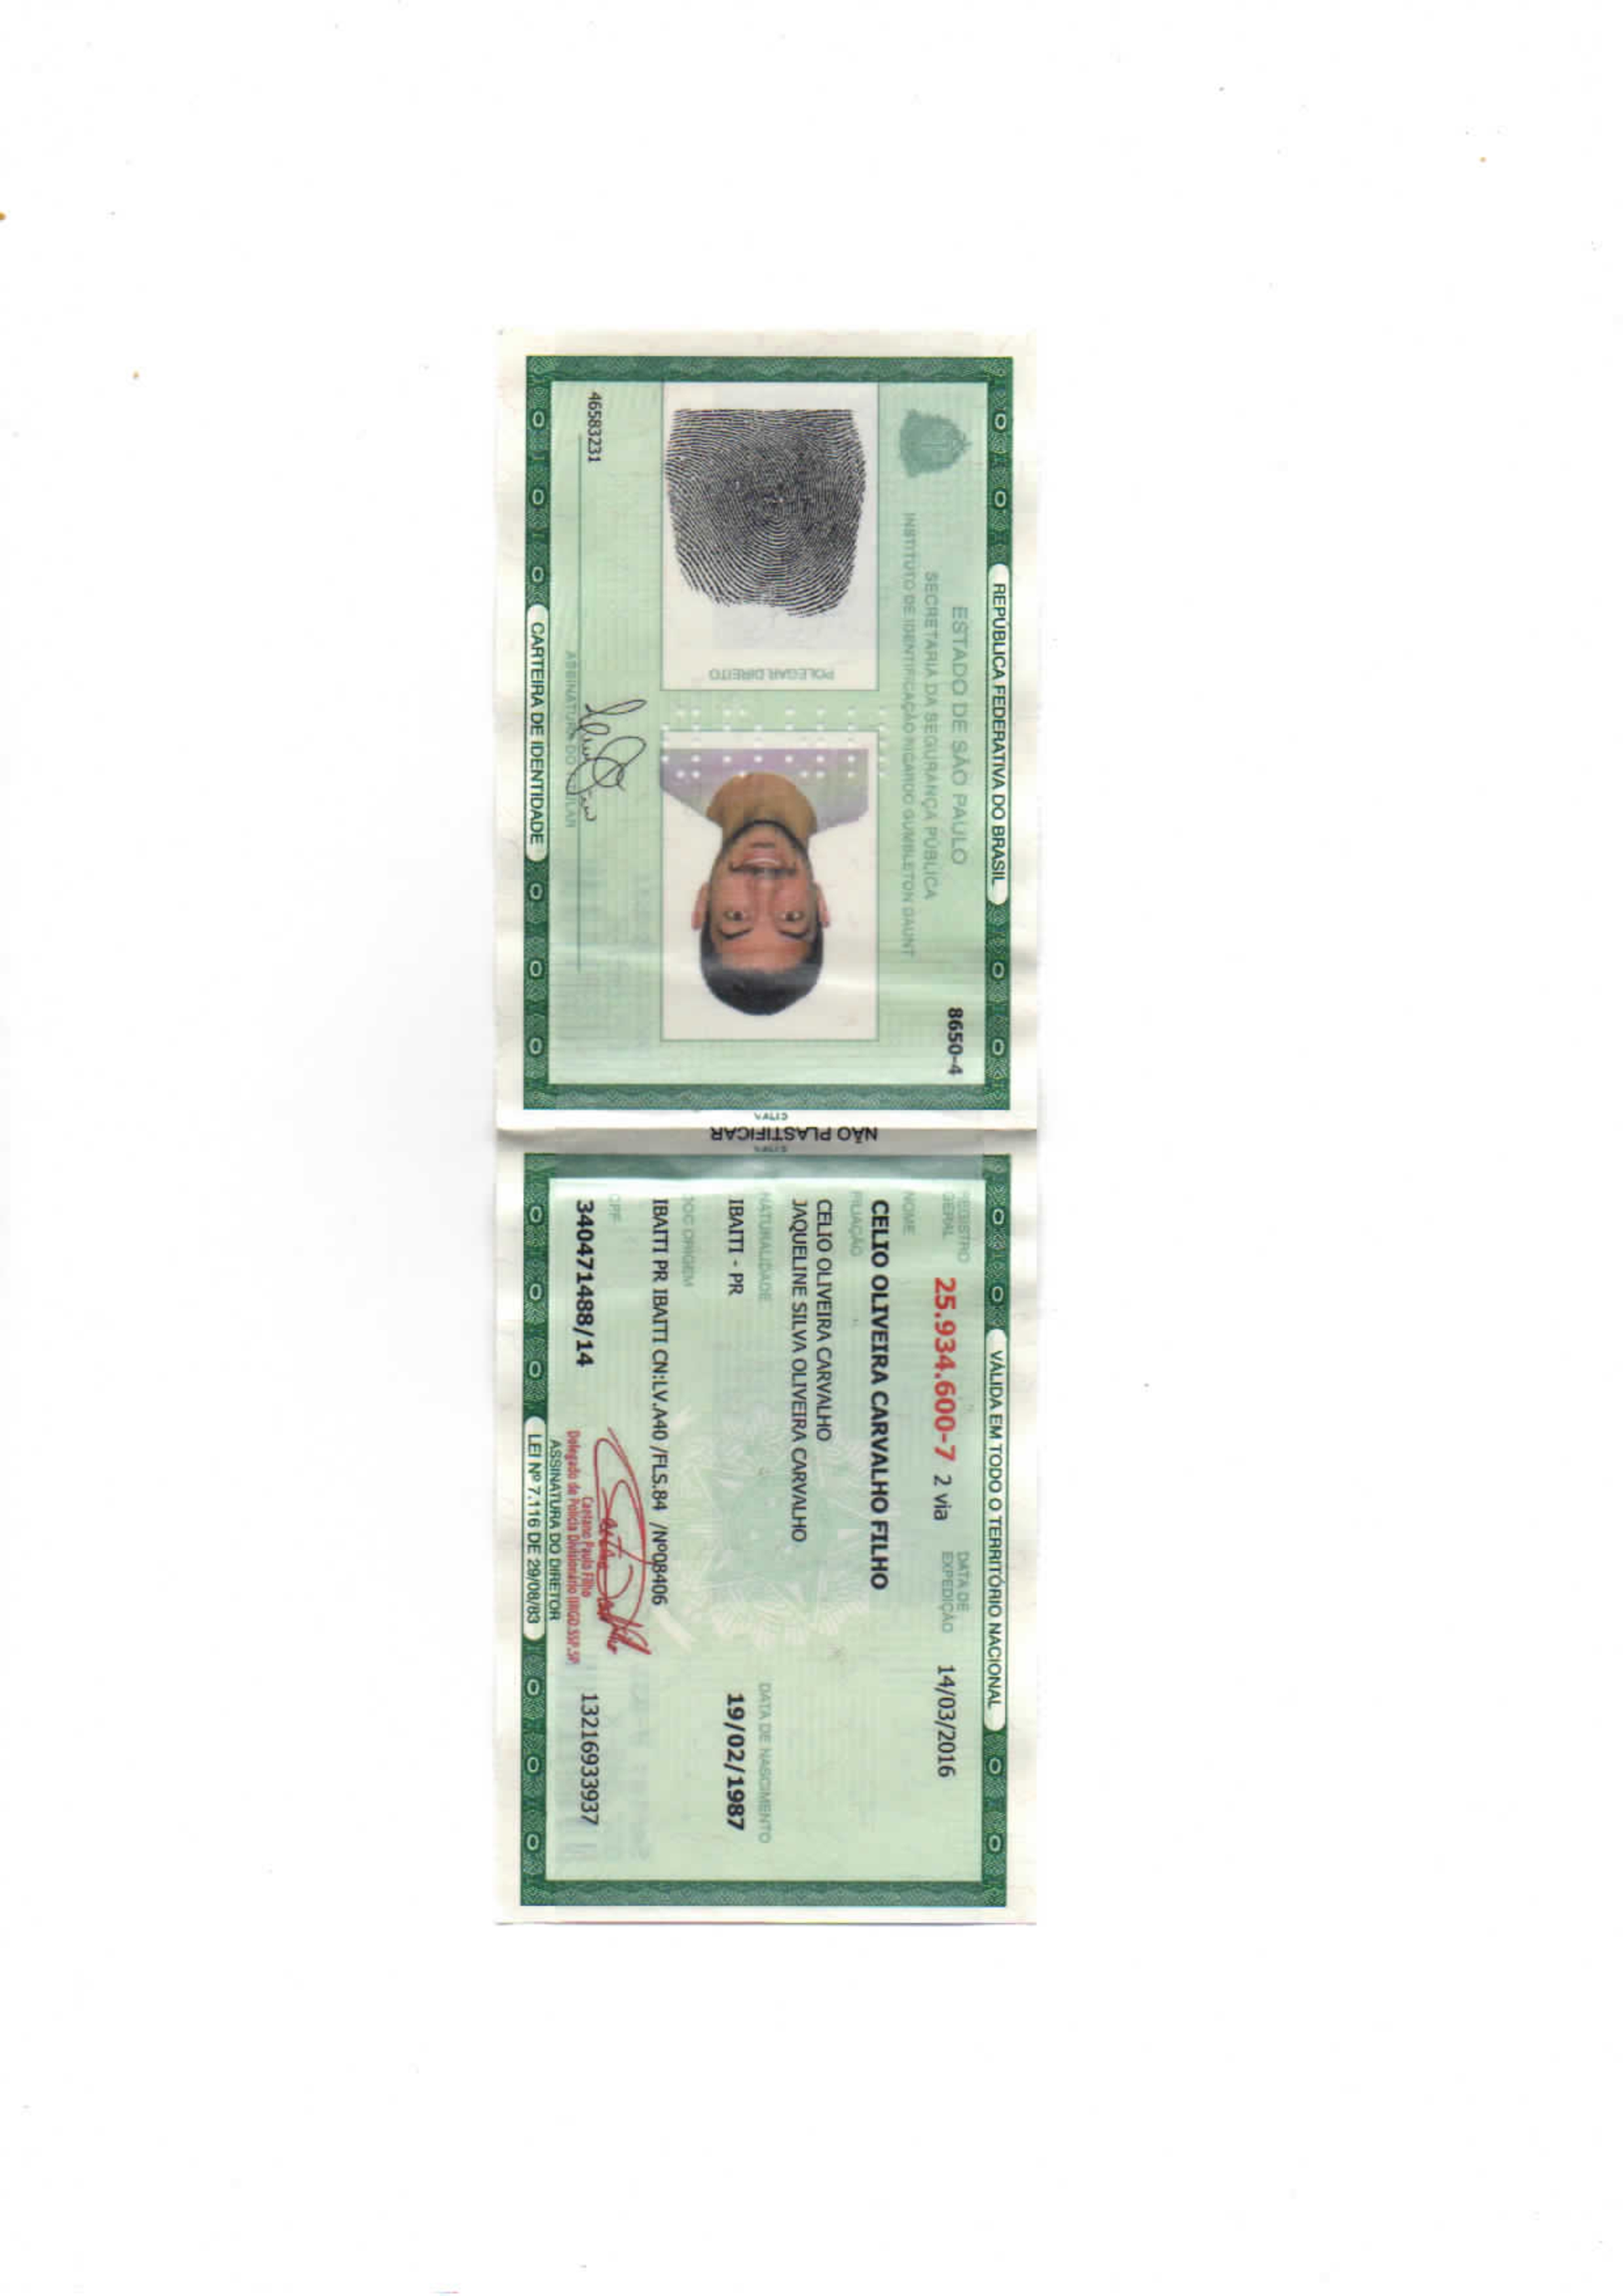 REPÚBLICA FEDERATIVA DO BRASIL
ESTADO DE SÃO PAULO
8650-4
SECRETARIA DA SEGURANÇA PÚBLICA
INSTITUTO DE IDENTIFICAÇÃO RICARDO GUMBLETON DAUNT
POLEGAR DIREITO
46583231
ASSINATURA DO TITULAR
CARTEIRA DE IDENTIDADE
NÃO PLASTIFICAR
VÁLIDA EM TODO O TERRITÓRIO NACIONAL
REGISTRO GERAL 25.934.600-7 2 via DATA DE EXPEDIÇÃO 14/03/2016
NOME
CELIO OLIVEIRA CARVALHO FILHO
FILIAÇÃO
CELIO OLIVEIRA CARVALHO
JAQUELINE SILVA OLIVEIRA CARVALHO
NATURALIDADE DATA DE NASCIMENTO
IBAITI - PR 19/02/1987
DOC ORIGEM
IBAITI PR IBAITI CN:LV.A40 /FLS.84 /Nº08406
CPF
340471488/14 13216933937
Caetano Paulo Filho
Delegado de Polícia Divisionário IIRGD.SSP.SP
ASSINATURA DO DIRETOR
LEI Nº 7.116 DE 29/08/83